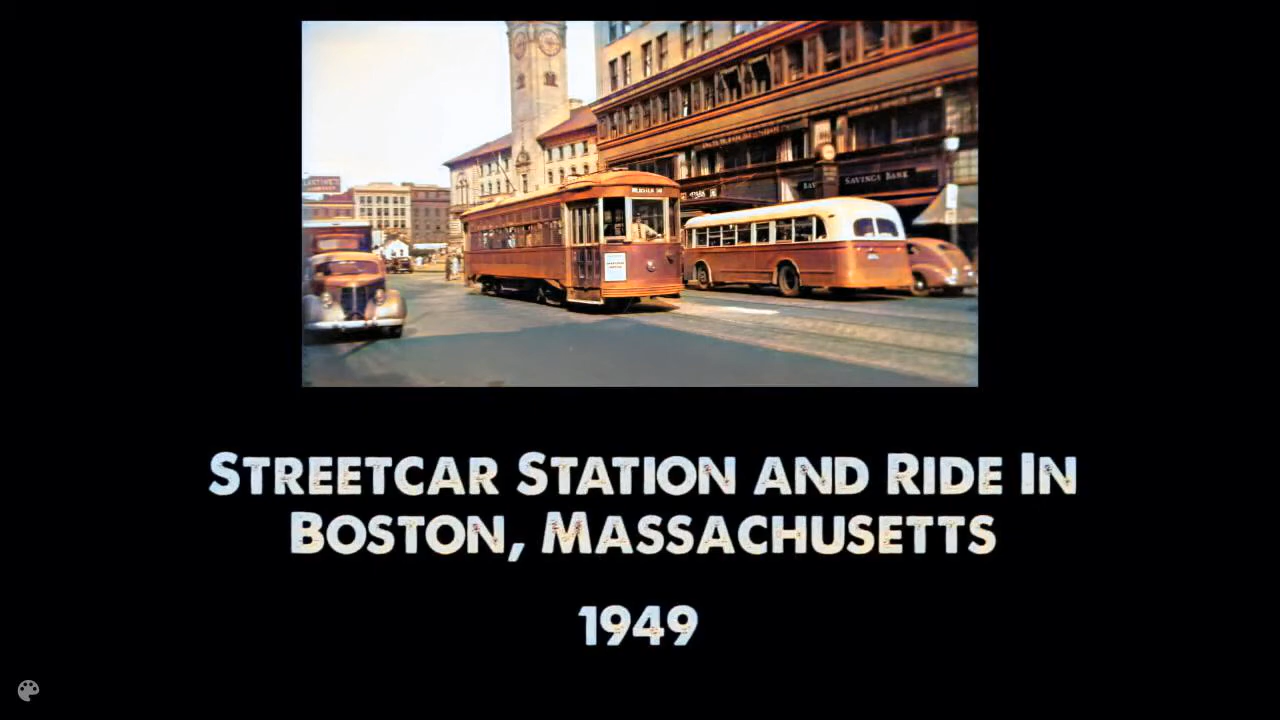 SAVINGS BANK
STREETCAR STATION AND RIDE IN
BOSTON, MASSACHUSETTS
1949